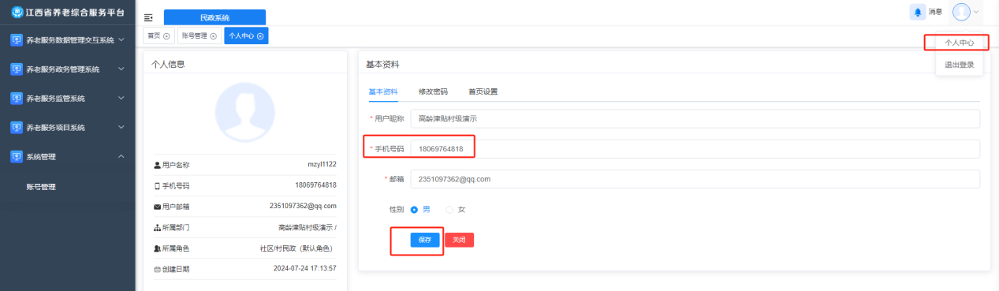 江西省养老综合服务平台
民政系统
消息
首页
账号管理
个人中心
个人中心
退出登录
养老服务数据管理交互系统
养老服务政务管理系统
养老服务监管系统
养老服务项目系统
系统管理
账号管理
个人信息
用户名称 mzyl1122
手机号码 18069764818
用户邮箱 2351097362@qq.com
所属部门 高龄津贴村级演示 /
所属角色 社区/村民政（默认角色）
创建日期 2024-07-24 17:13:57
基本资料
基本资料 修改密码 首页设置
* 用户昵称 高龄津贴村级演示
* 手机号码 18069764818
* 邮箱 2351097362@qq.com
性别 男 女
保存 关闭